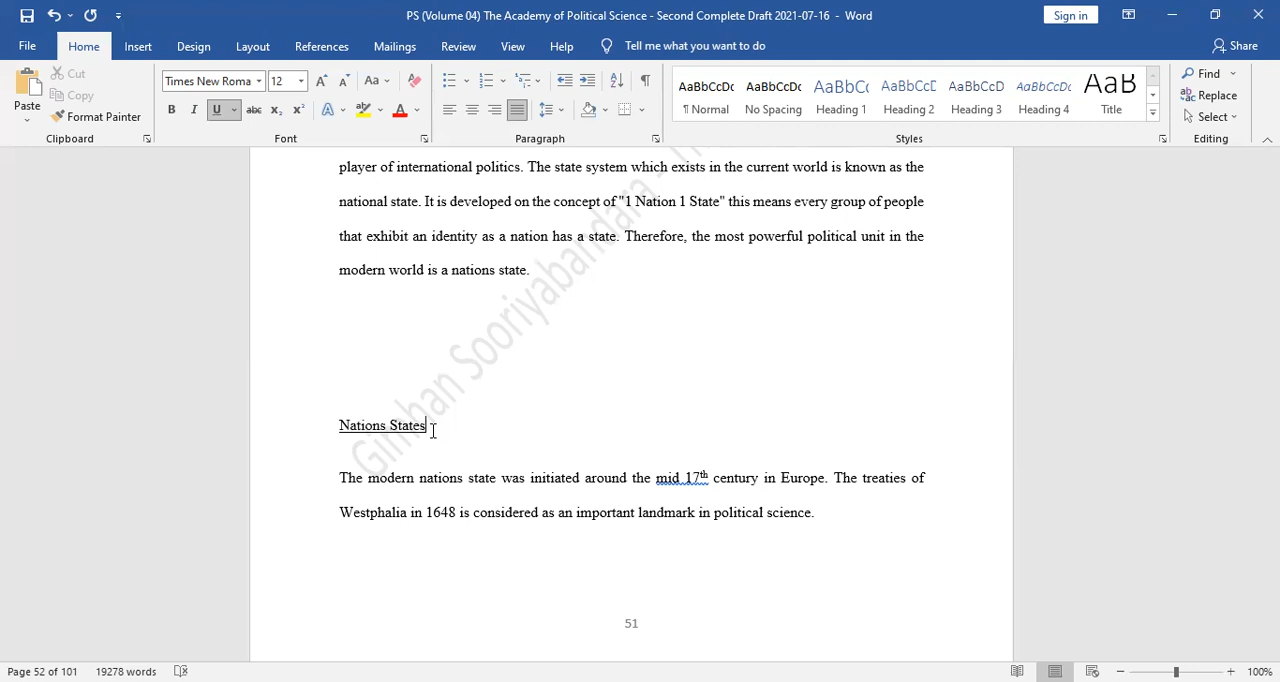 PS (Volume 04) The Academy of Political Science - Second Complete Draft 2021-07-16 - Word
Sign in
File Home Insert Design Layout References Mailings Review View Help Tell me what you want to do Share
Paste
Cut
Copy
Format Painter
Clipboard
Times New Roma 12
Aa
B I U abc x₂ x² A A
Font
Paragraph
AaBbCcDc AaBbCcDc AaBbC( AaBbCcD AaBbCcD AaBbCcDc AaB
¶ Normal No Spacing Heading 1 Heading 2 Heading 3 Heading 4 Title
Styles
Find
Replace
Select
Editing
player of international politics. The state system which exists in the current world is known as the
national state. It is developed on the concept of "1 Nation 1 State" this means every group of people
that exhibit an identity as a nation has a state. Therefore, the most powerful political unit in the
modern world is a nations state.
Gimhan Sooriyabandara -
Nations States
The modern nations state was initiated around the mid 17th century in Europe. The treaties of
Westphalia in 1648 is considered as an important landmark in political science.
51
Page 52 of 101 19278 words
100%